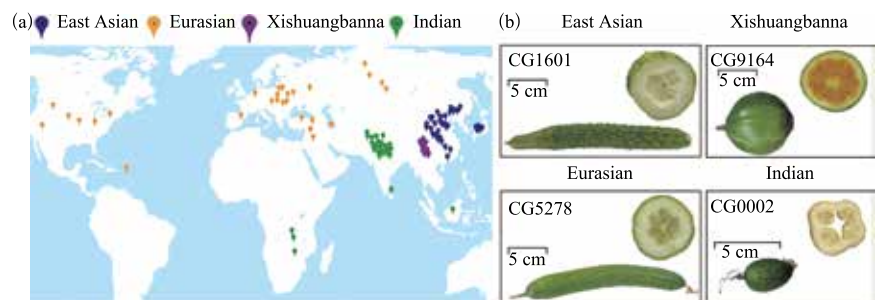 (a) East Asian Eurasian Xishuangbanna Indian
(b) East Asian Xishuangbanna
CG1601
5 cm
CG9164
5 cm
Eurasian Indian
CG5278
5 cm
CG0002
5 cm